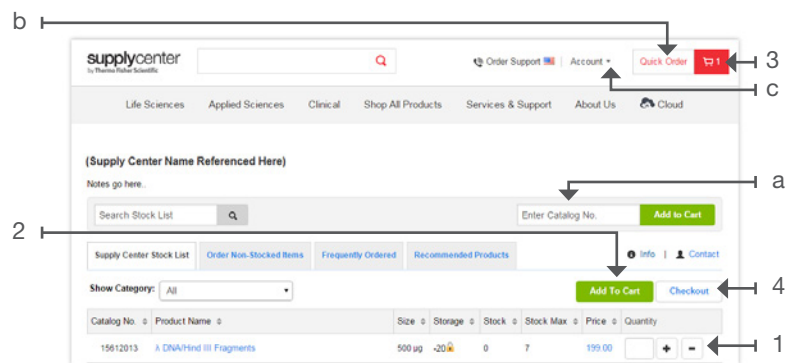 b
supplycenter
by Thermo Fisher Scientific
Order Support | Account
Quick Order
1
3
c
Life Sciences Applied Sciences Clinical Shop All Products Services & Support About Us Cloud
(Supply Center Name Referenced Here)
Notes go here..
a
Search Stock List
Enter Catalog No. Add to Cart
2
Supply Center Stock List Order Non-Stocked Items Frequently Ordered Recommended Products Info | Contact
Show Category: All Add To Cart Checkout
4
Catalog No. Product Name Size Storage Stock Stock Max Price Quantity
15612013 λ DNA/Hind III Fragments 500 µg -20 0 7 199.00 + -
1